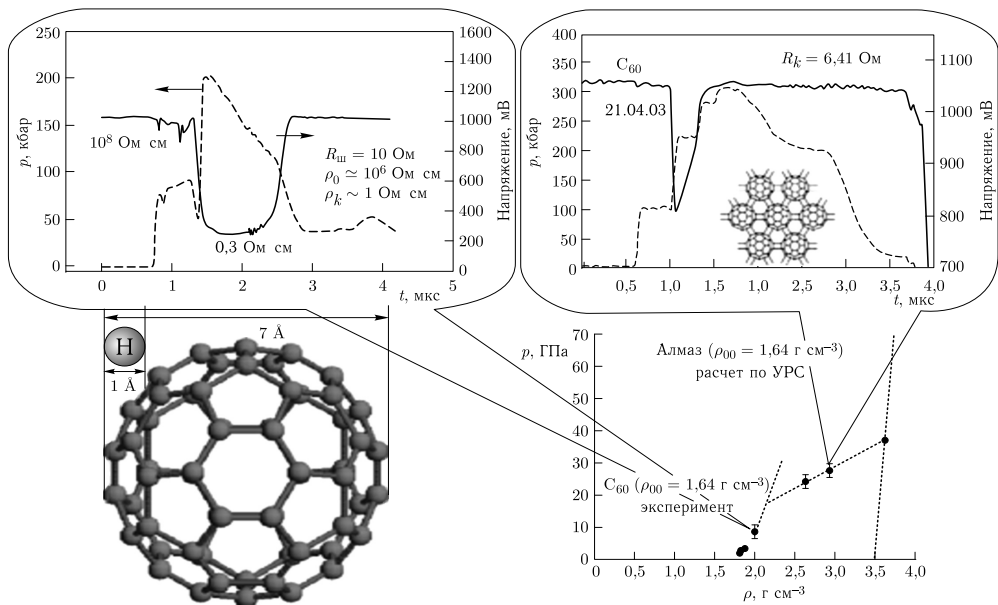 p, кбар
250
200
150
100
50
0
0
1
2
3
4
5
t, мкс
1600
1400
1200
1000
800
600
400
200
0
Напряжение, мВ
10⁸ Ом см
R_Ш = 10 Ом
ρ₀ ≃ 10⁶ Ом см
ρ_k ∼ 1 Ом см
0,3 Ом см
p, кбар
400
350
300
250
200
150
100
50
0
0,5
1,0
1,5
2,0
2,5
3,0
3,5
4,0
t, мкс
1100
1000
900
800
700
Напряжение, мВ
C₆₀
R_k = 6,41 Ом
21.04.03
7 Å
H
1 Å
p, ГПа
70
60
50
40
30
20
10
0
0
0,5
1,0
1,5
2,0
2,5
3,0
3,5
4,0
ρ, г см⁻³
Алмаз (ρ₀₀ = 1,64 г см⁻³)
расчет по УРС
C₆₀ (ρ₀₀ = 1,64 г см⁻³)
эксперимент